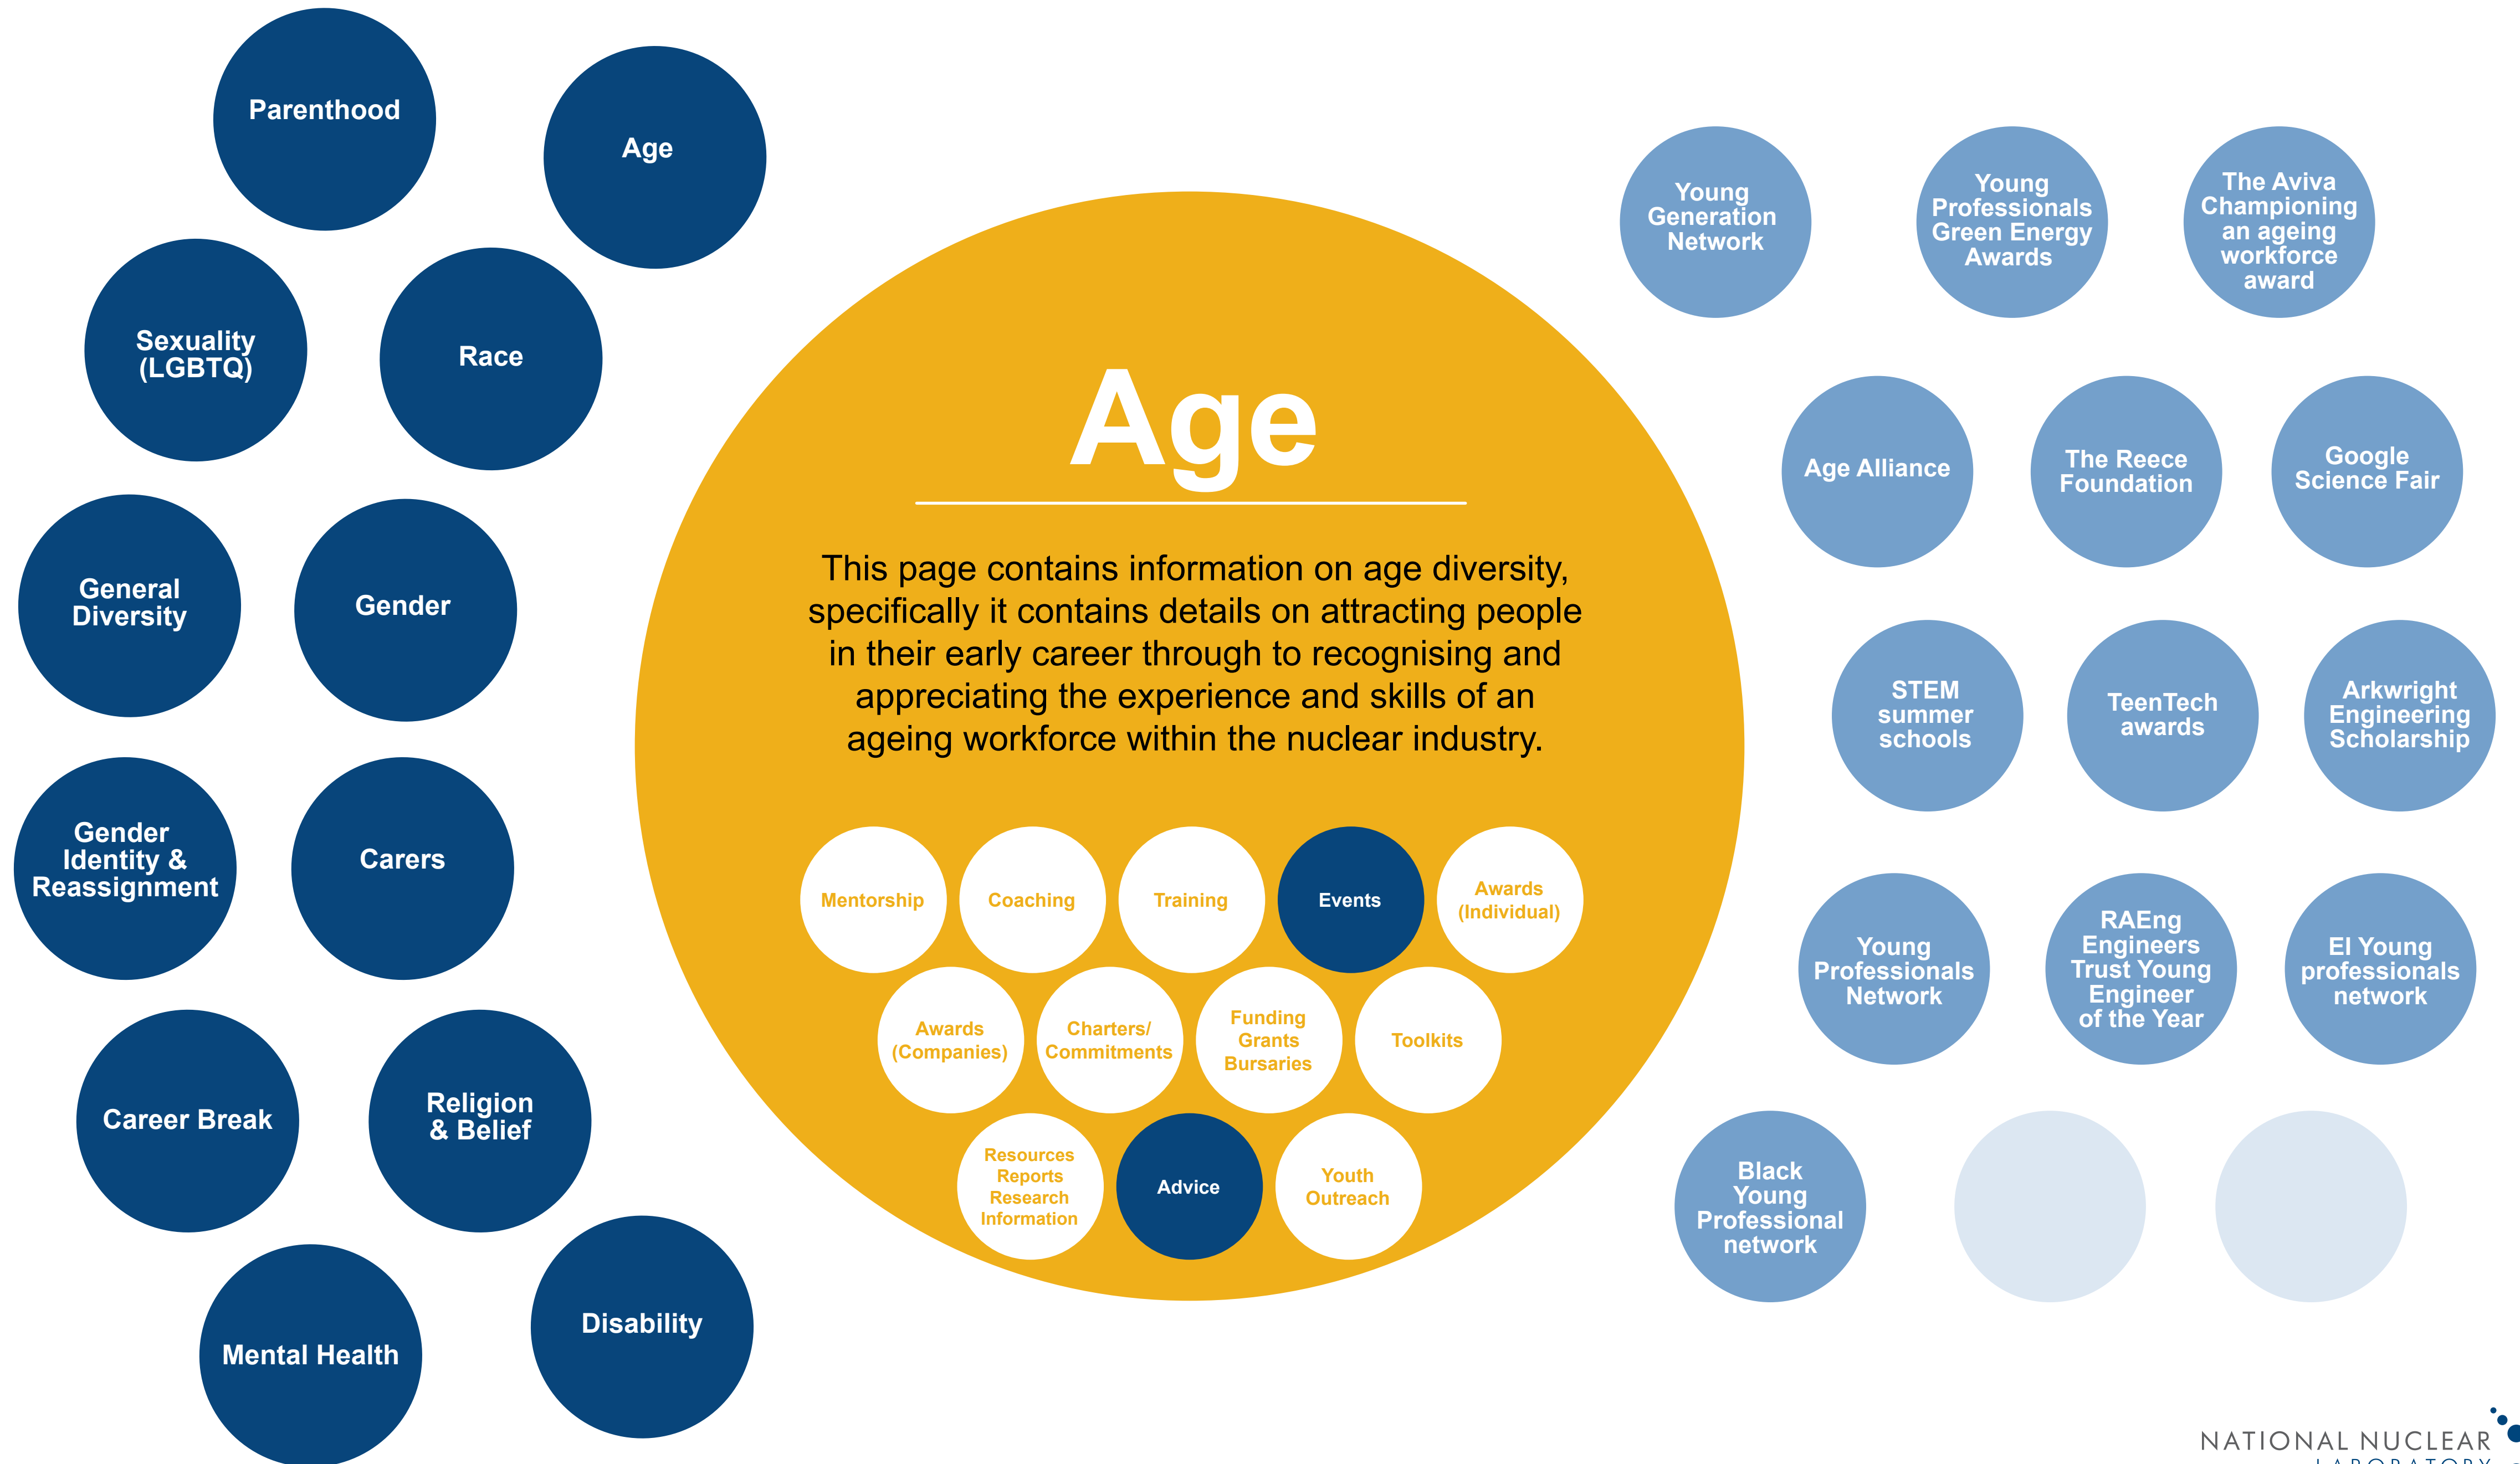 Parenthood
Age
Sexuality
(LGBTQ)
Race
General
Diversity
Gender
Gender
Identity &
Reassignment
Carers
Career Break
Religion
& Belief
Mental Health
Disability
Age
This page contains information on age diversity,
specifically it contains details on attracting people
in their early career through to recognising and
appreciating the experience and skills of an
ageing workforce within the nuclear industry.
Mentorship
Coaching
Training
Events
Awards
(Individual)
Awards
(Companies)
Charters/
Commitments
Funding
Grants
Bursaries
Toolkits
Resources
Reports
Research
Information
Advice
Youth
Outreach
Young
Generation
Network
Young
Professionals
Green Energy
Awards
The Aviva
Championing
an ageing
workforce
award
Age Alliance
The Reece
Foundation
Google
Science Fair
STEM
summer
schools
TeenTech
awards
Arkwright
Engineering
Scholarship
Young
Professionals
Network
RAEng
Engineers
Trust Young
Engineer
of the Year
EI Young
professionals
network
Black
Young
Professional
network
NATIONAL NUCLEAR
LABORATORY